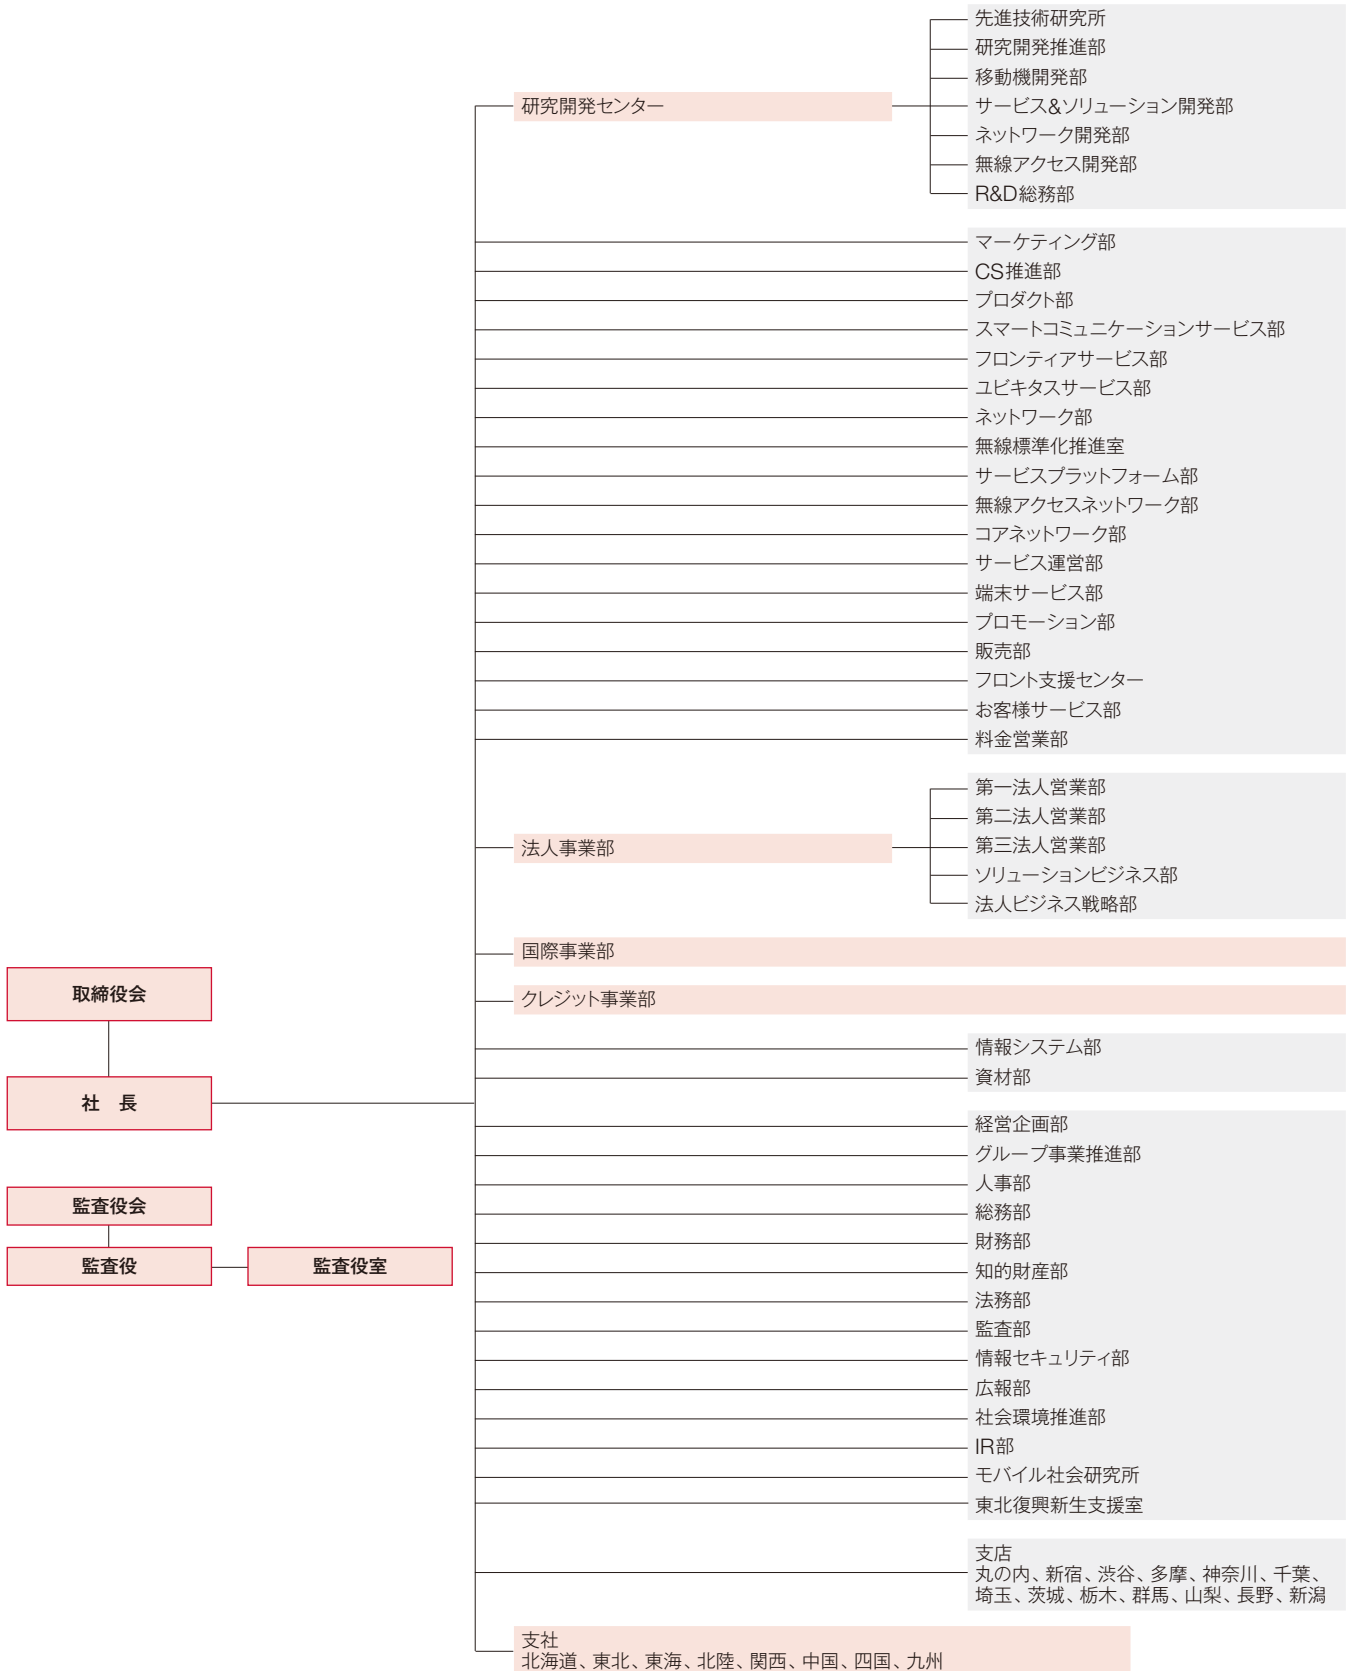 先進技術研究所
研究開発推進部
移動機開発部
研究開発センター
サービス&ソリューション開発部
ネットワーク開発部
無線アクセス開発部
R&D総務部
マーケティング部
CS推進部
プロダクト部
スマートコミュニケーションサービス部
フロンティアサービス部
ユビキタスサービス部
ネットワーク部
無線標準化推進室
サービスプラットフォーム部
無線アクセスネットワーク部
コアネットワーク部
サービス運営部
端末サービス部
プロモーション部
販売部
フロント支援センター
お客様サービス部
料金営業部
第一法人営業部
第二法人営業部
法人事業部
第三法人営業部
ソリューションビジネス部
法人ビジネス戦略部
国際事業部
取締役会
クレジット事業部
情報システム部
資材部
社 長
経営企画部
グループ事業推進部
人事部
監査役会
総務部
財務部
監査役
監査役室
知的財産部
法務部
監査部
情報セキュリティ部
広報部
社会環境推進部
IR部
モバイル社会研究所
東北復興新生支援室
支店
丸の内、新宿、渋谷、多摩、神奈川、千葉、
埼玉、茨城、栃木、群馬、山梨、長野、新潟
支社
北海道、東北、東海、北陸、関西、中国、四国、九州